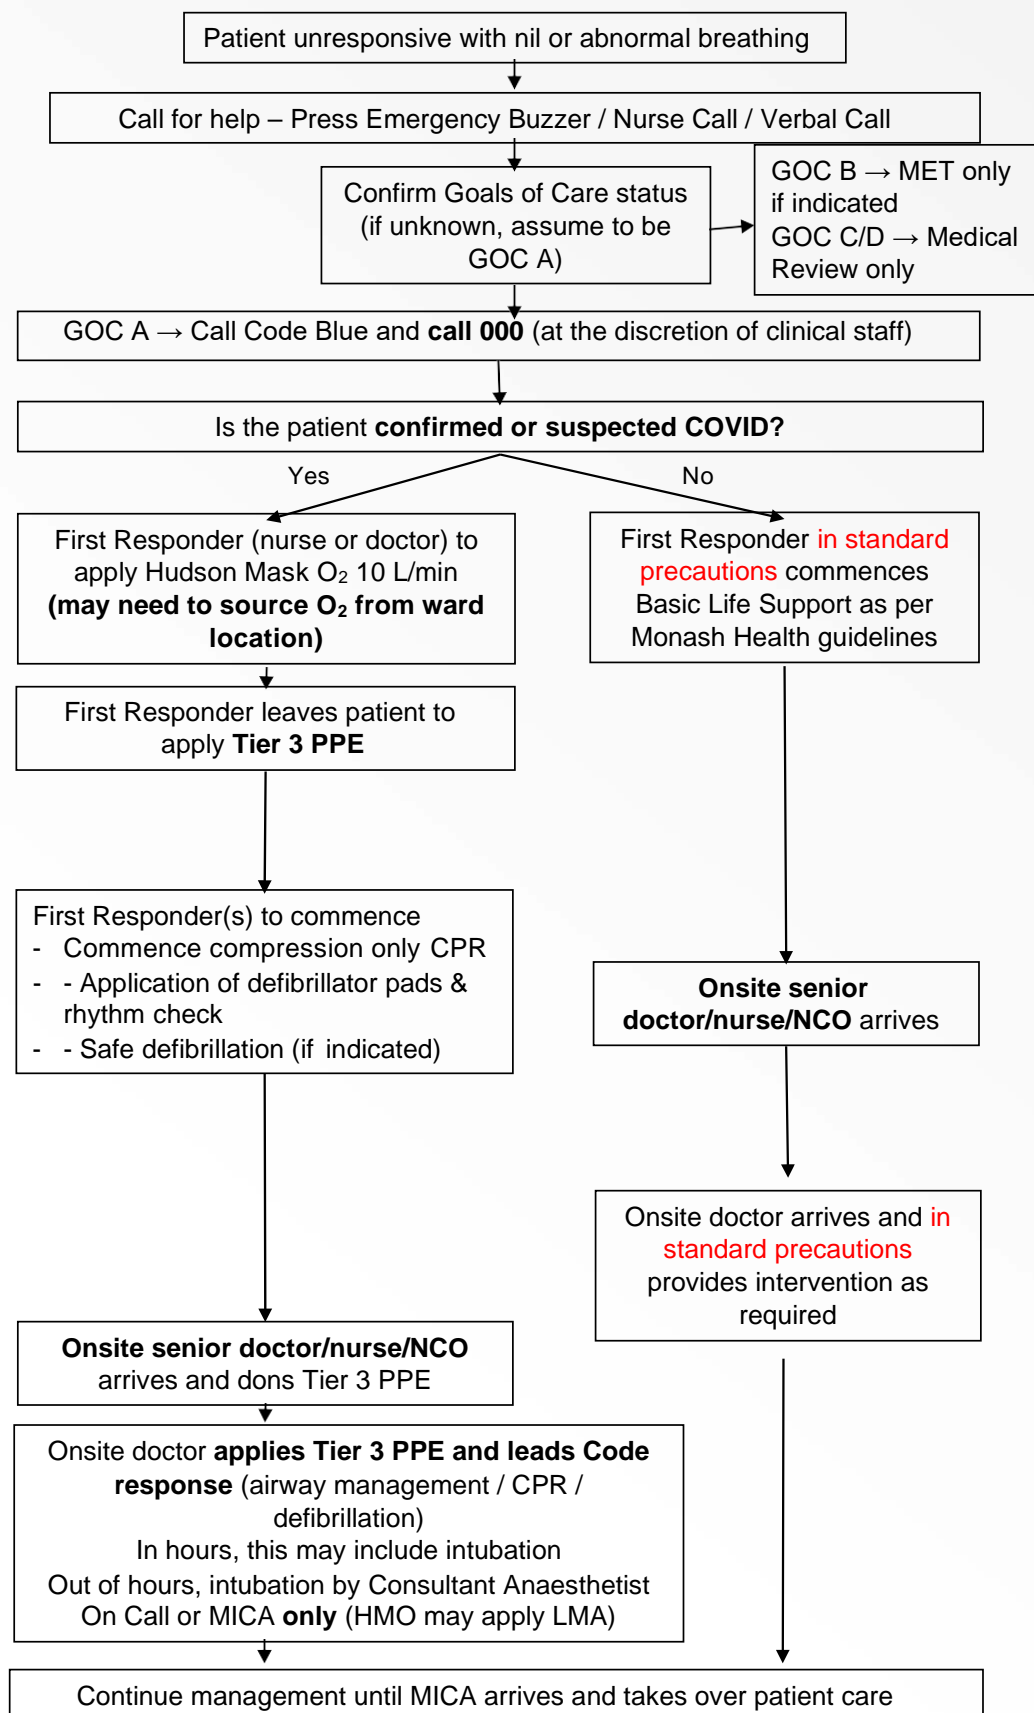 Patient unresponsive with nil or abnormal breathing
Call for help – Press Emergency Buzzer / Nurse Call / Verbal Call
Confirm Goals of Care status
(if unknown, assume to be
GOC A)
GOC B → MET only
if indicated
GOC C/D → Medical
Review only
GOC A → Call Code Blue and call 000 (at the discretion of clinical staff)
Is the patient confirmed or suspected COVID?
Yes
No
First Responder (nurse or doctor) to
apply Hudson Mask O₂ 10 L/min
(may need to source O₂ from ward
location)
First Responder in standard
precautions commences
Basic Life Support as per
Monash Health guidelines
First Responder leaves patient to
apply Tier 3 PPE
First Responder(s) to commence
- Commence compression only CPR
- - Application of defibrillator pads &
rhythm check
- - Safe defibrillation (if indicated)
Onsite senior
doctor/nurse/NCO arrives
Onsite doctor arrives and in
standard precautions
provides intervention as
required
Onsite senior doctor/nurse/NCO
arrives and dons Tier 3 PPE
Onsite doctor applies Tier 3 PPE and leads Code
response (airway management / CPR /
defibrillation)
In hours, this may include intubation
Out of hours, intubation by Consultant Anaesthetist
On Call or MICA only (HMO may apply LMA)
Continue management until MICA arrives and takes over patient care